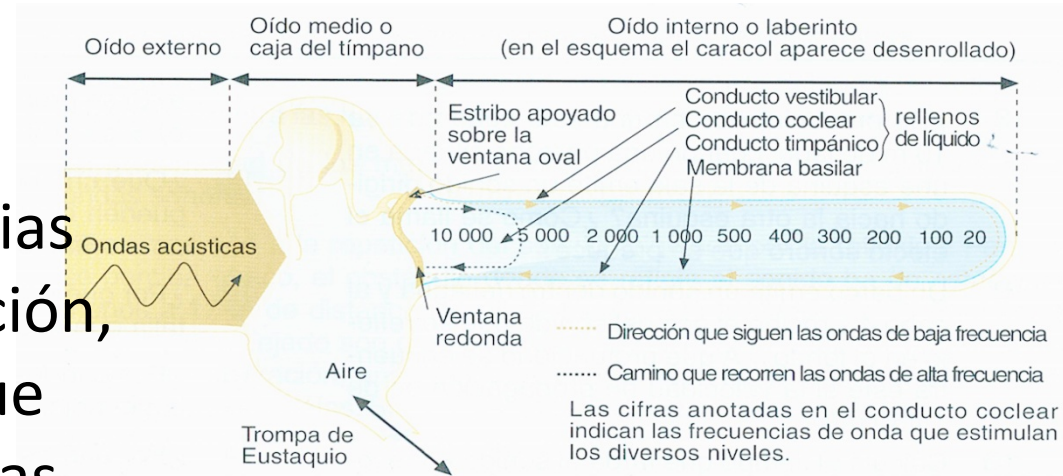 Oído externo
Oído medio o
caja del tímpano
Oído interno o laberinto
(en el esquema el caracol aparece desenrollado)
Estribo apoyado
sobre la
ventana oval
Conducto vestibular
Conducto coclear
Conducto timpánico
Membrana basilar
rellenos
de líquido
ias
ción,
ue
as
Ondas acústicas
10 000 5 000 2 000 1 000 500 400 300 200 100 20
Ventana
redonda
Aire
Trompa de
Eustaquio
Dirección que siguen las ondas de baja frecuencia
Camino que recorren las ondas de alta frecuencia
Las cifras anotadas en el conducto coclear
indican las frecuencias de onda que estimulan
los diversos niveles.